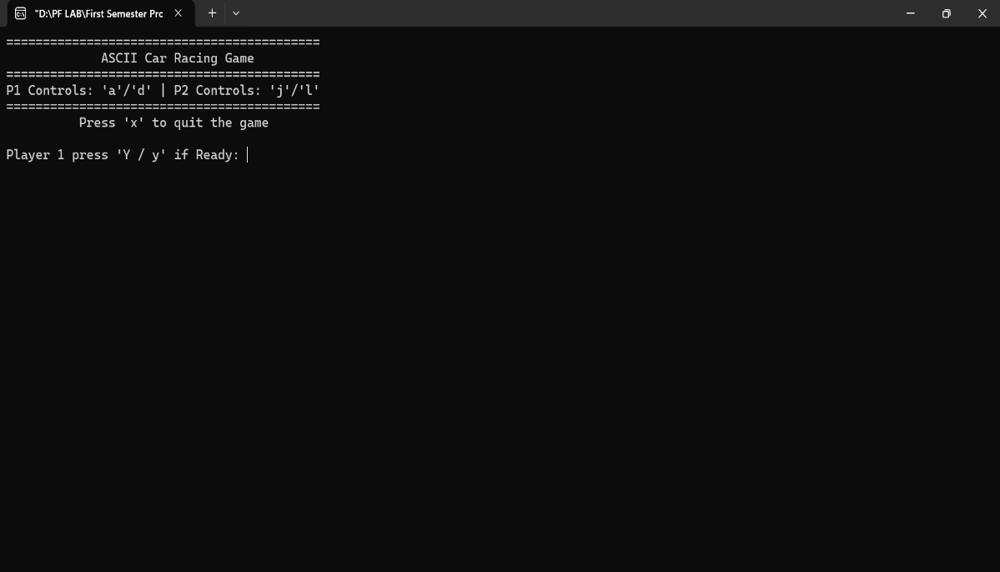 "D:\PF LAB\First Semester Prc
===========================================
ASCII Car Racing Game
===========================================
P1 Controls: 'a'/'d' | P2 Controls: 'j'/'l'
===========================================
Press 'x' to quit the game
Player 1 press 'Y / y' if Ready: